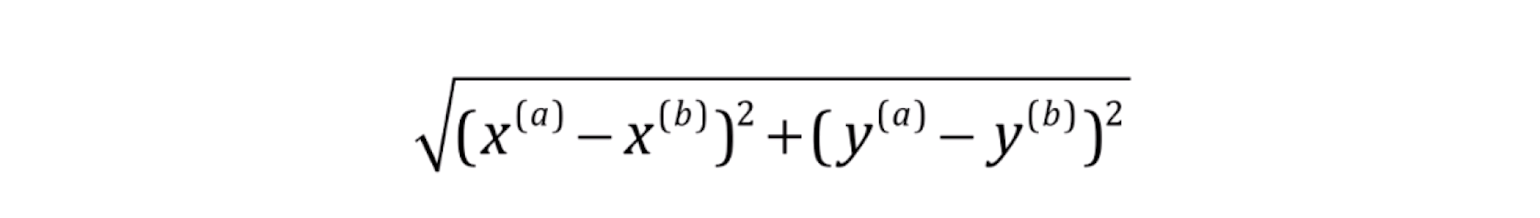 √((x^(a) − x^(b))^2 + (y^(a) − y^(b))^2)